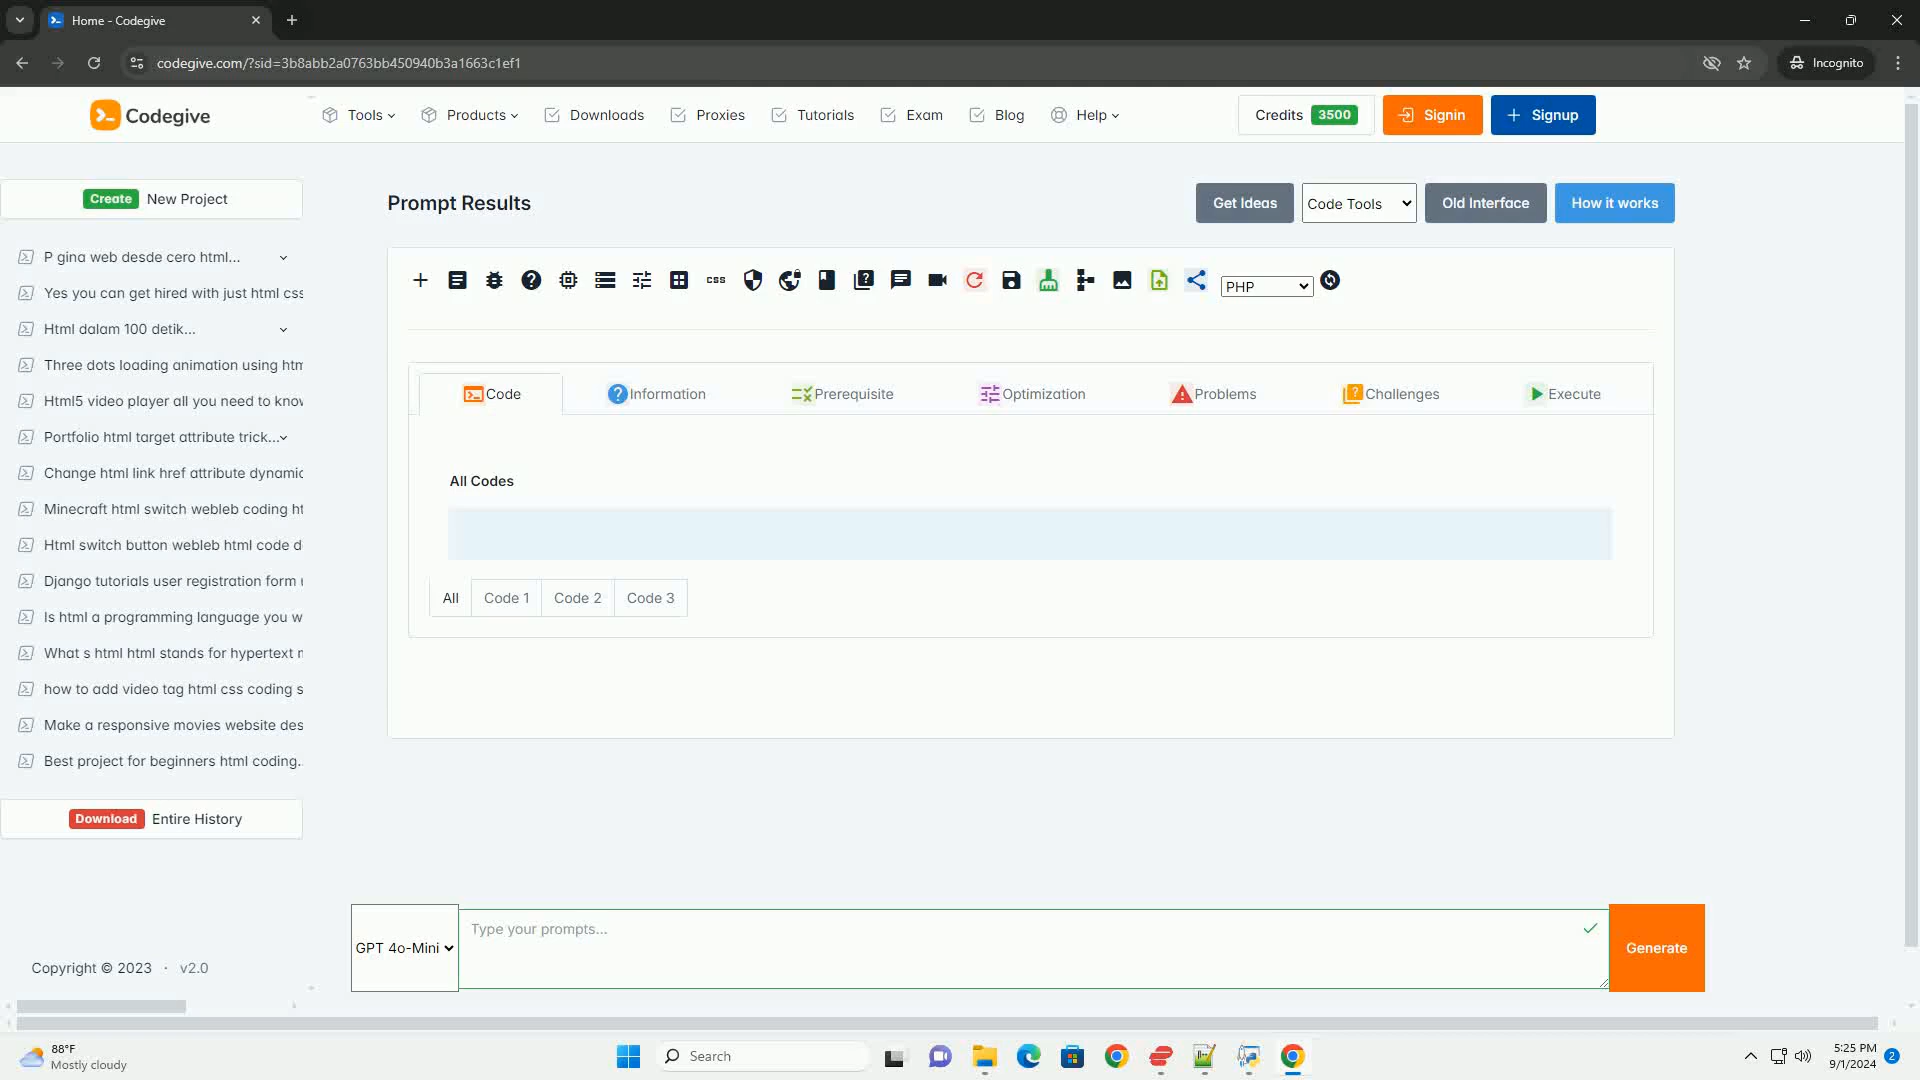 Home - Codegive
codegive.com/?sid=3b8abb2a0763bb450940b3a1663c1ef1
Incognito
Codegive
Tools
Products
Downloads
Proxies
Tutorials
Exam
Blog
Help
Credits 3500
Signin
Signup
Create New Project
Prompt Results
Get Ideas
Code Tools
Old Interface
How it works
P gina web desde cero html...
Yes you can get hired with just html css
Html dalam 100 detik...
Three dots loading animation using htm
Html5 video player all you need to know
Portfolio html target attribute trick...
Change html link href attribute dynamic
Minecraft html switch webleb coding ht
Html switch button webleb html code d
Django tutorials user registration form u
Is html a programming language you w
What s html html stands for hypertext m
how to add video tag html css coding s
Make a responsive movies website des
Best project for beginners html coding..
Download Entire History
CSS
PHP
Code
Information
Prerequisite
Optimization
Problems
Challenges
Execute
All Codes
All
Code 1
Code 2
Code 3
GPT 4o-Mini
Type your prompts...
Generate
Copyright © 2023 · v2.0
88°F
Mostly cloudy
Search
5:25 PM
9/1/2024
2